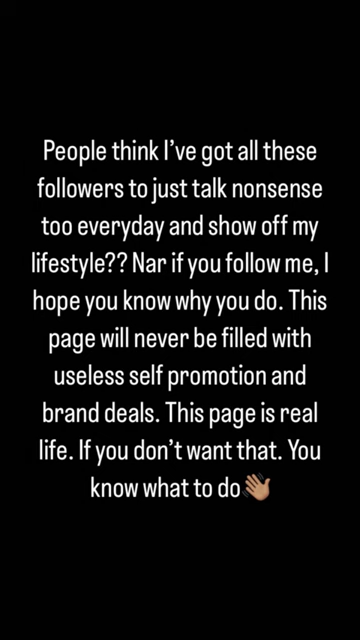 People think I’ve got all these
followers to just talk nonsense
too everyday and show off my
lifestyle?? Nar if you follow me, I
hope you know why you do. This
page will never be filled with
useless self promotion and
brand deals. This page is real
life. If you don’t want that. You
know what to do👋🏽